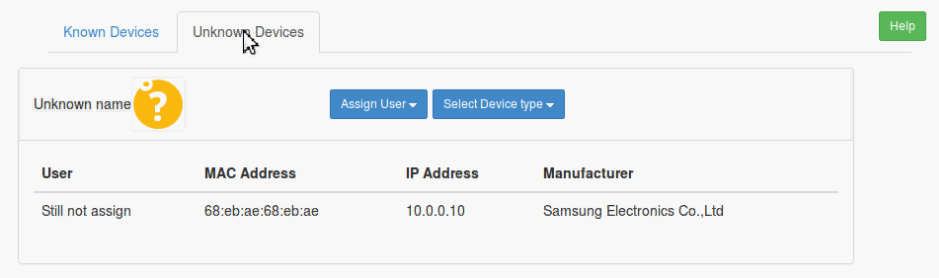 Known Devices Unknown Devices Help
Unknown name ? Assign User Select Device type
User MAC Address IP Address Manufacturer
Still not assign 68:eb:ae:68:eb:ae 10.0.0.10 Samsung Electronics Co.,Ltd